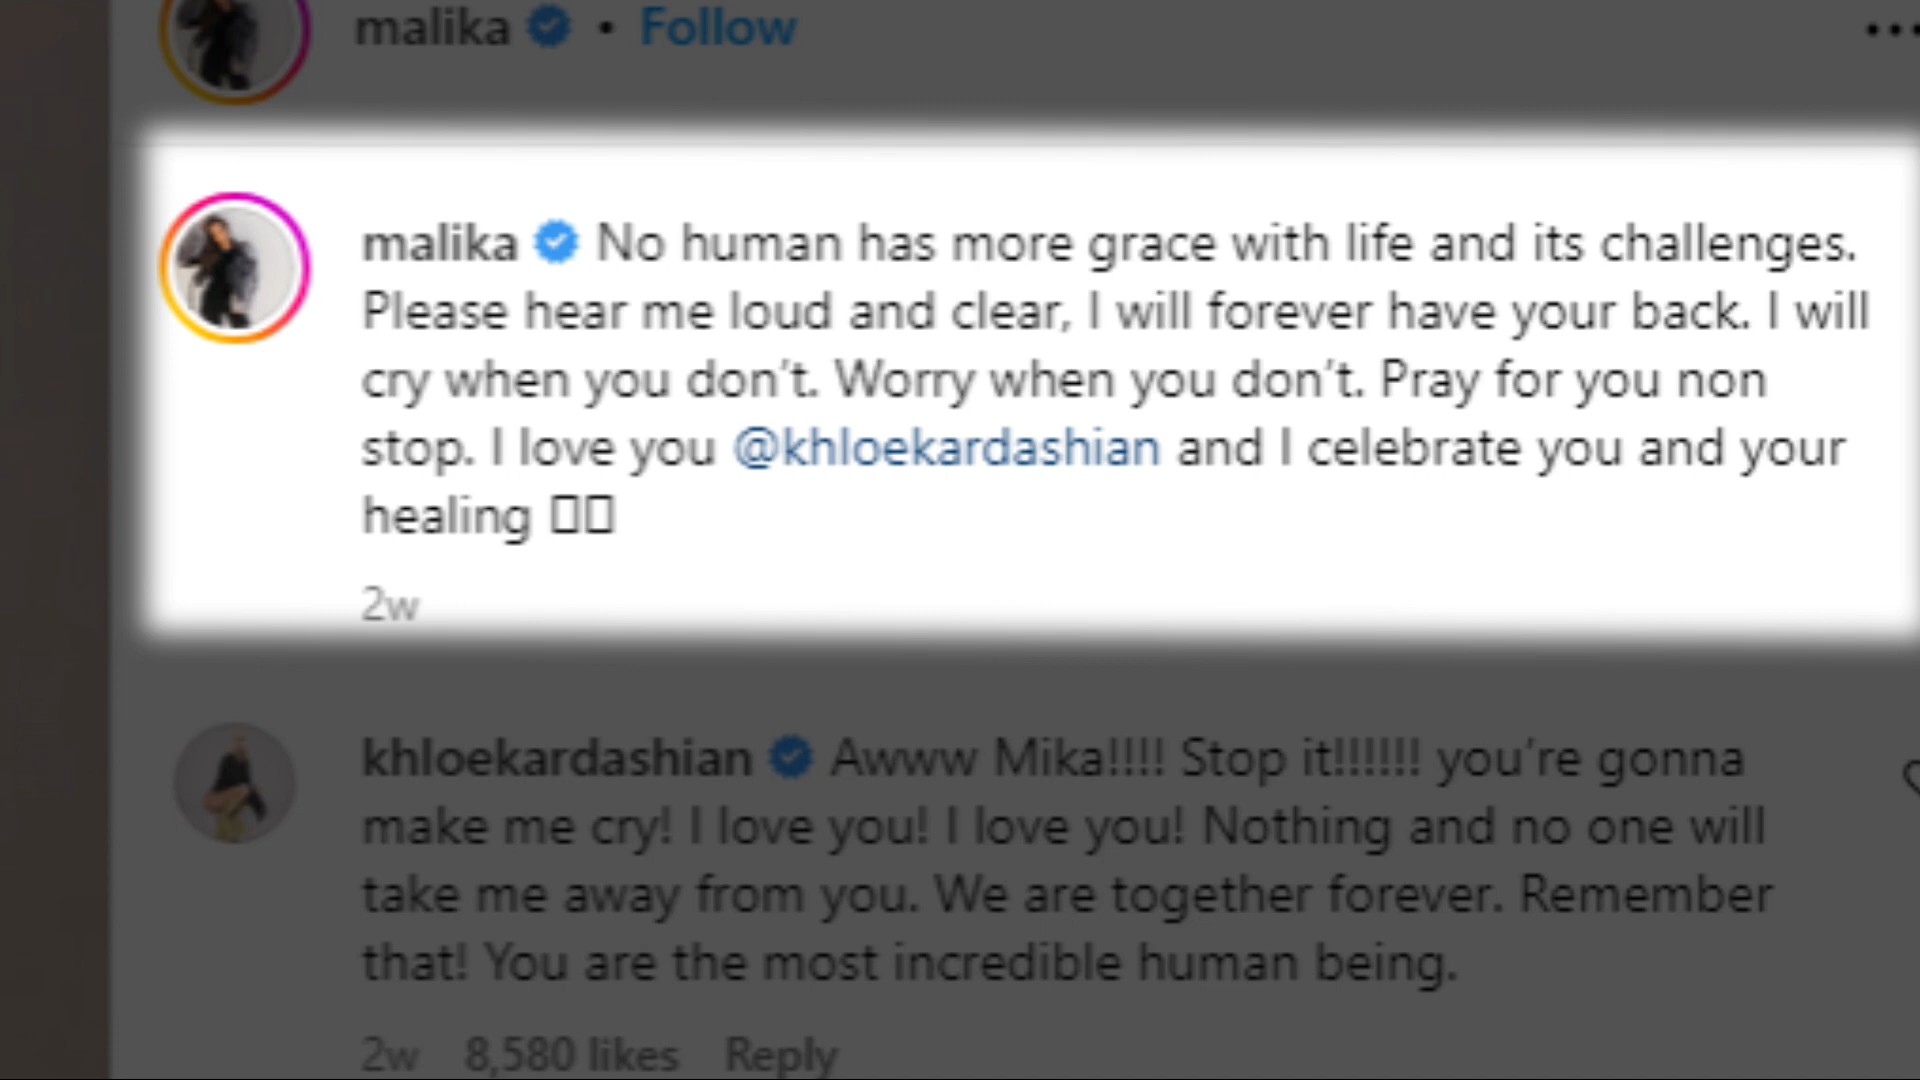 malika • Follow
malika No human has more grace with life and its challenges.
Please hear me loud and clear, I will forever have your back. I will
cry when you don’t. Worry when you don’t. Pray for you non
stop. I love you @khloekardashian and I celebrate you and your
healing
2w
khloekardashian Awww Mika!!!! Stop it!!!!!! you’re gonna
make me cry! I love you! I love you! Nothing and no one will
take me away from you. We are together forever. Remember
that! You are the most incredible human being.
2w 8,580 likes Reply